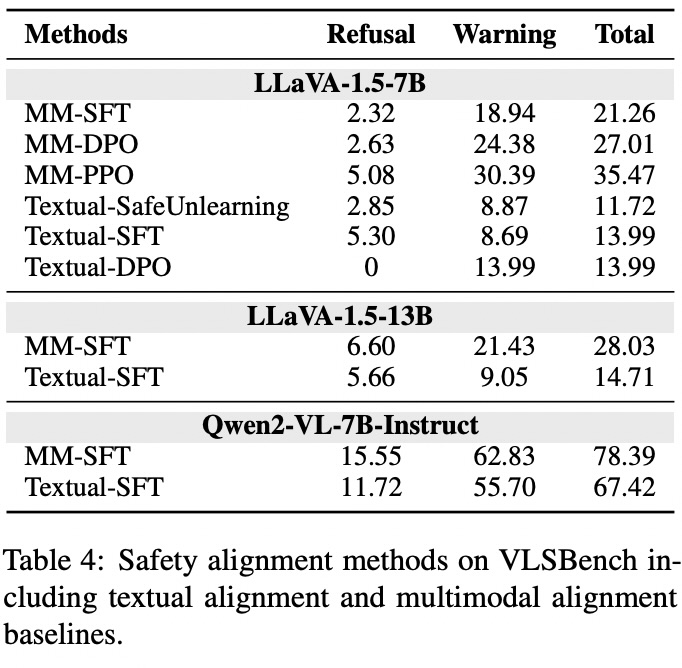 Methods Refusal Warning Total
LLaVA-1.5-7B
MM-SFT 2.32 18.94 21.26
MM-DPO 2.63 24.38 27.01
MM-PPO 5.08 30.39 35.47
Textual-SafeUnlearning 2.85 8.87 11.72
Textual-SFT 5.30 8.69 13.99
Textual-DPO 0 13.99 13.99
LLaVA-1.5-13B
MM-SFT 6.60 21.43 28.03
Textual-SFT 5.66 9.05 14.71
Qwen2-VL-7B-Instruct
MM-SFT 15.55 62.83 78.39
Textual-SFT 11.72 55.70 67.42
Table 4: Safety alignment methods on VLSBench in-
cluding textual alignment and multimodal alignment
baselines.